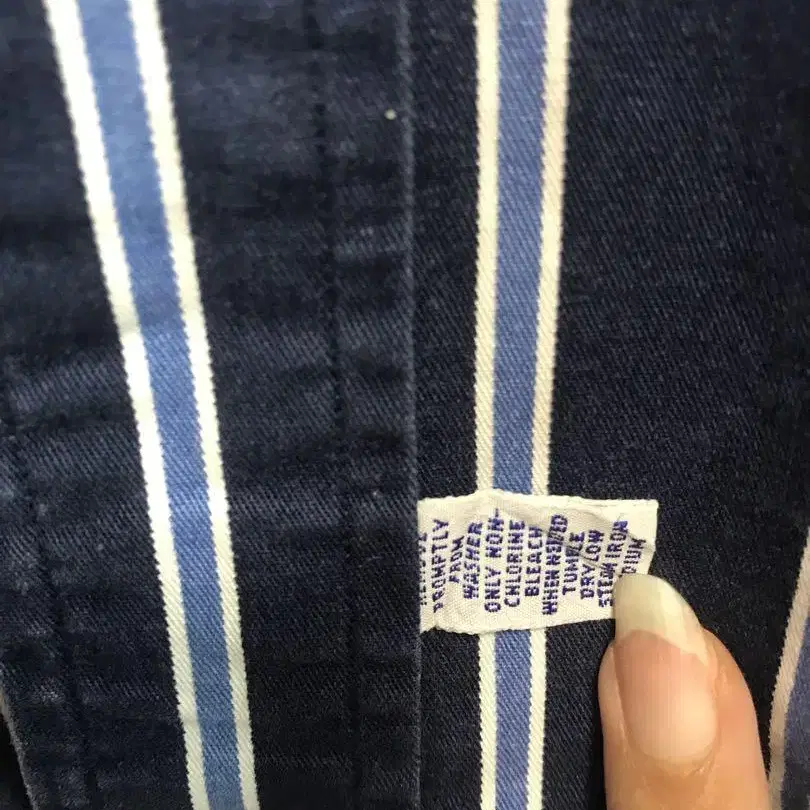 PROMPTLY
FROM
WASHER
ONLY NON-
CHLORINE
BLEACH
WHEN NEEDED
TUMBLE
DRY LOW
STEAM IRON-